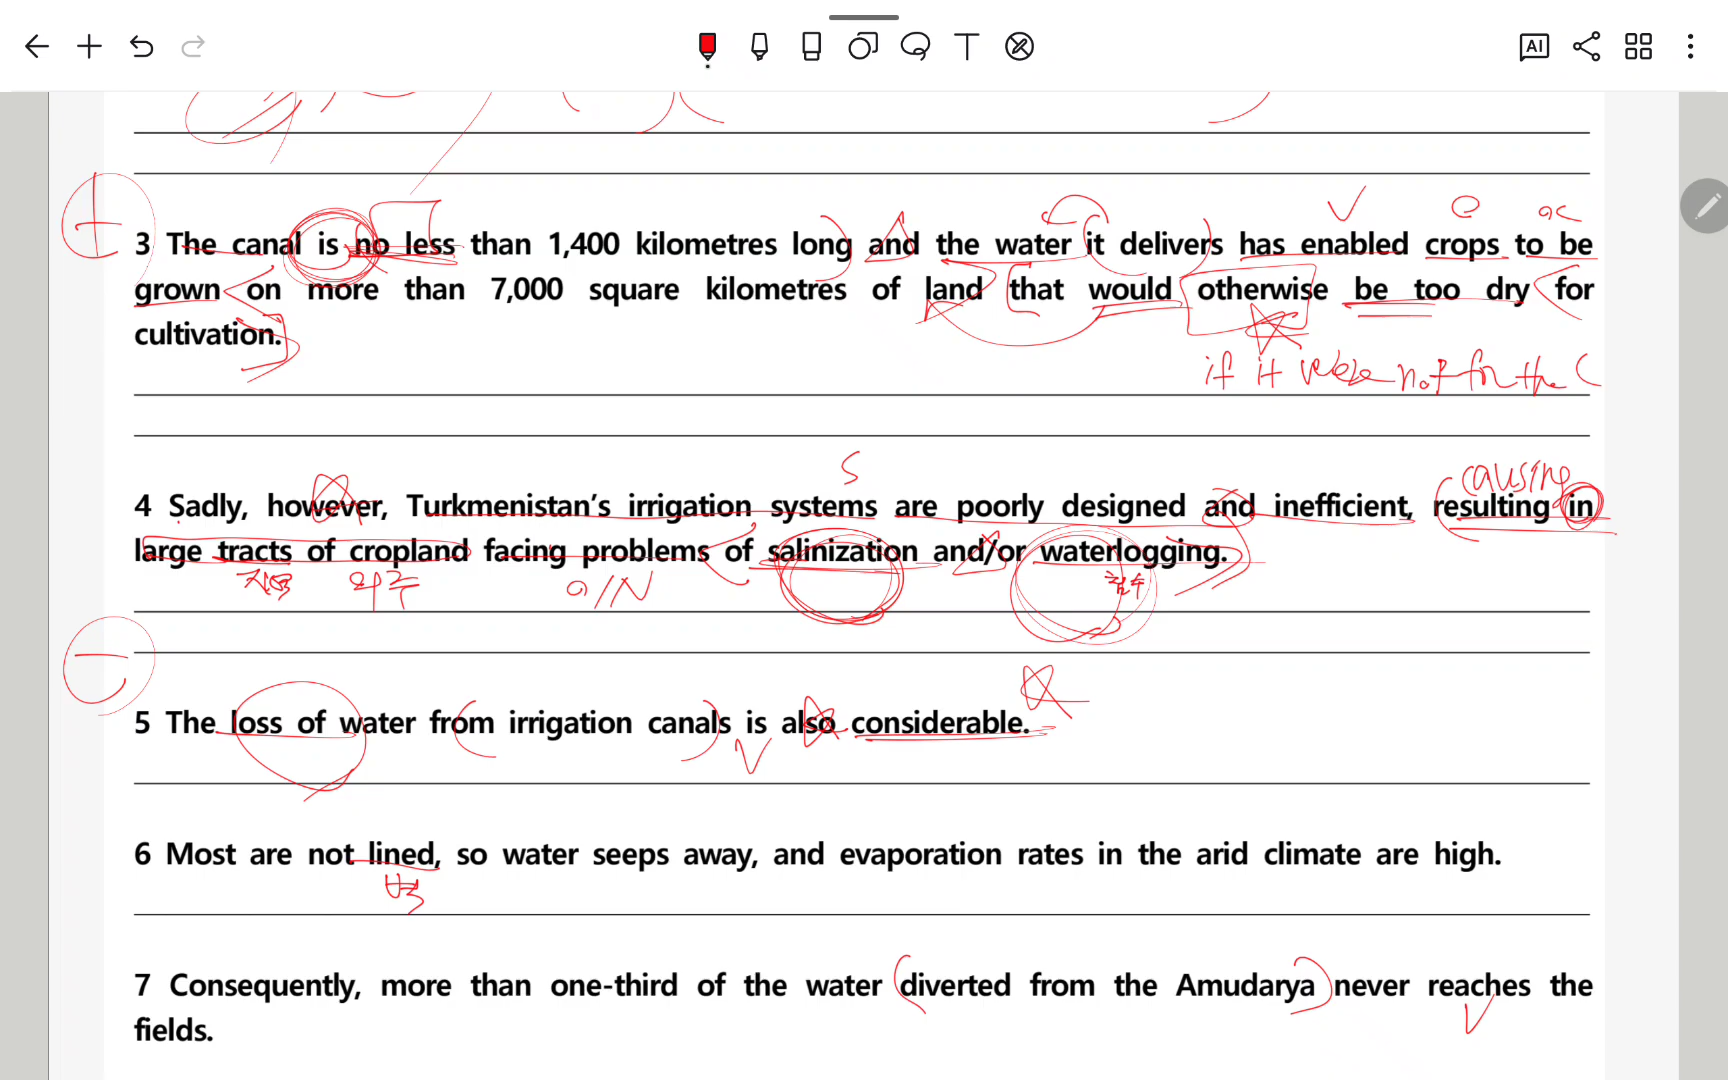 AI
3 The canal is no less than 1,400 kilometres long and the water it delivers has enabled crops to be
grown on more than 7,000 square kilometres of land that would otherwise be too dry for
cultivation.
if it were not for the
S
causing
4 Sadly, however, Turkmenistan's irrigation systems are poorly designed and inefficient, resulting in
large tracts of cropland facing problems of salinization and/or waterlogging.
침수
5 The loss of water from irrigation canals is also considerable.
6 Most are not lined, so water seeps away, and evaporation rates in the arid climate are high.
7 Consequently, more than one-third of the water diverted from the Amudarya never reaches the
fields.